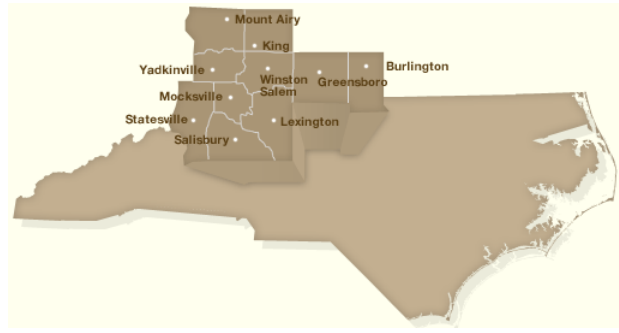 Mount Airy
King
Yadkinville
Winston
Salem
Greensboro
Burlington
Mocksville
Statesville
Lexington
Salisbury